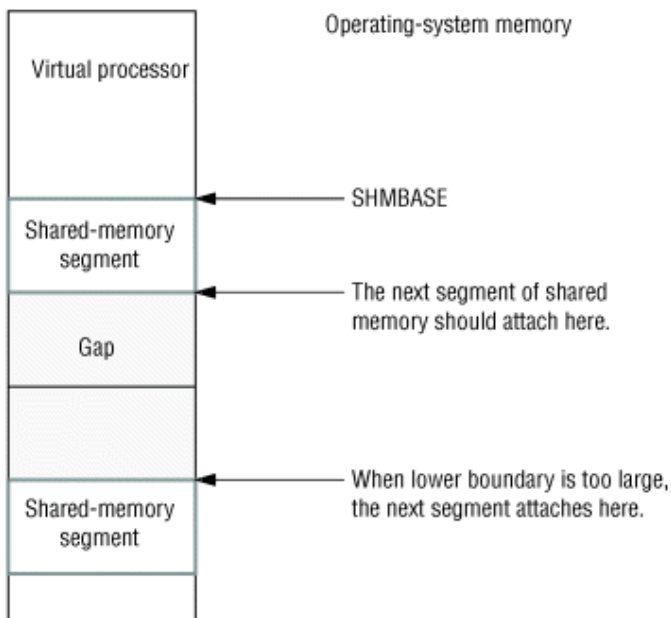 Operating-system memory
Virtual processor
SHMBASE
Shared-memory
segment
The next segment of shared
memory should attach here.
Gap
When lower boundary is too large,
the next segment attaches here.
Shared-memory
segment